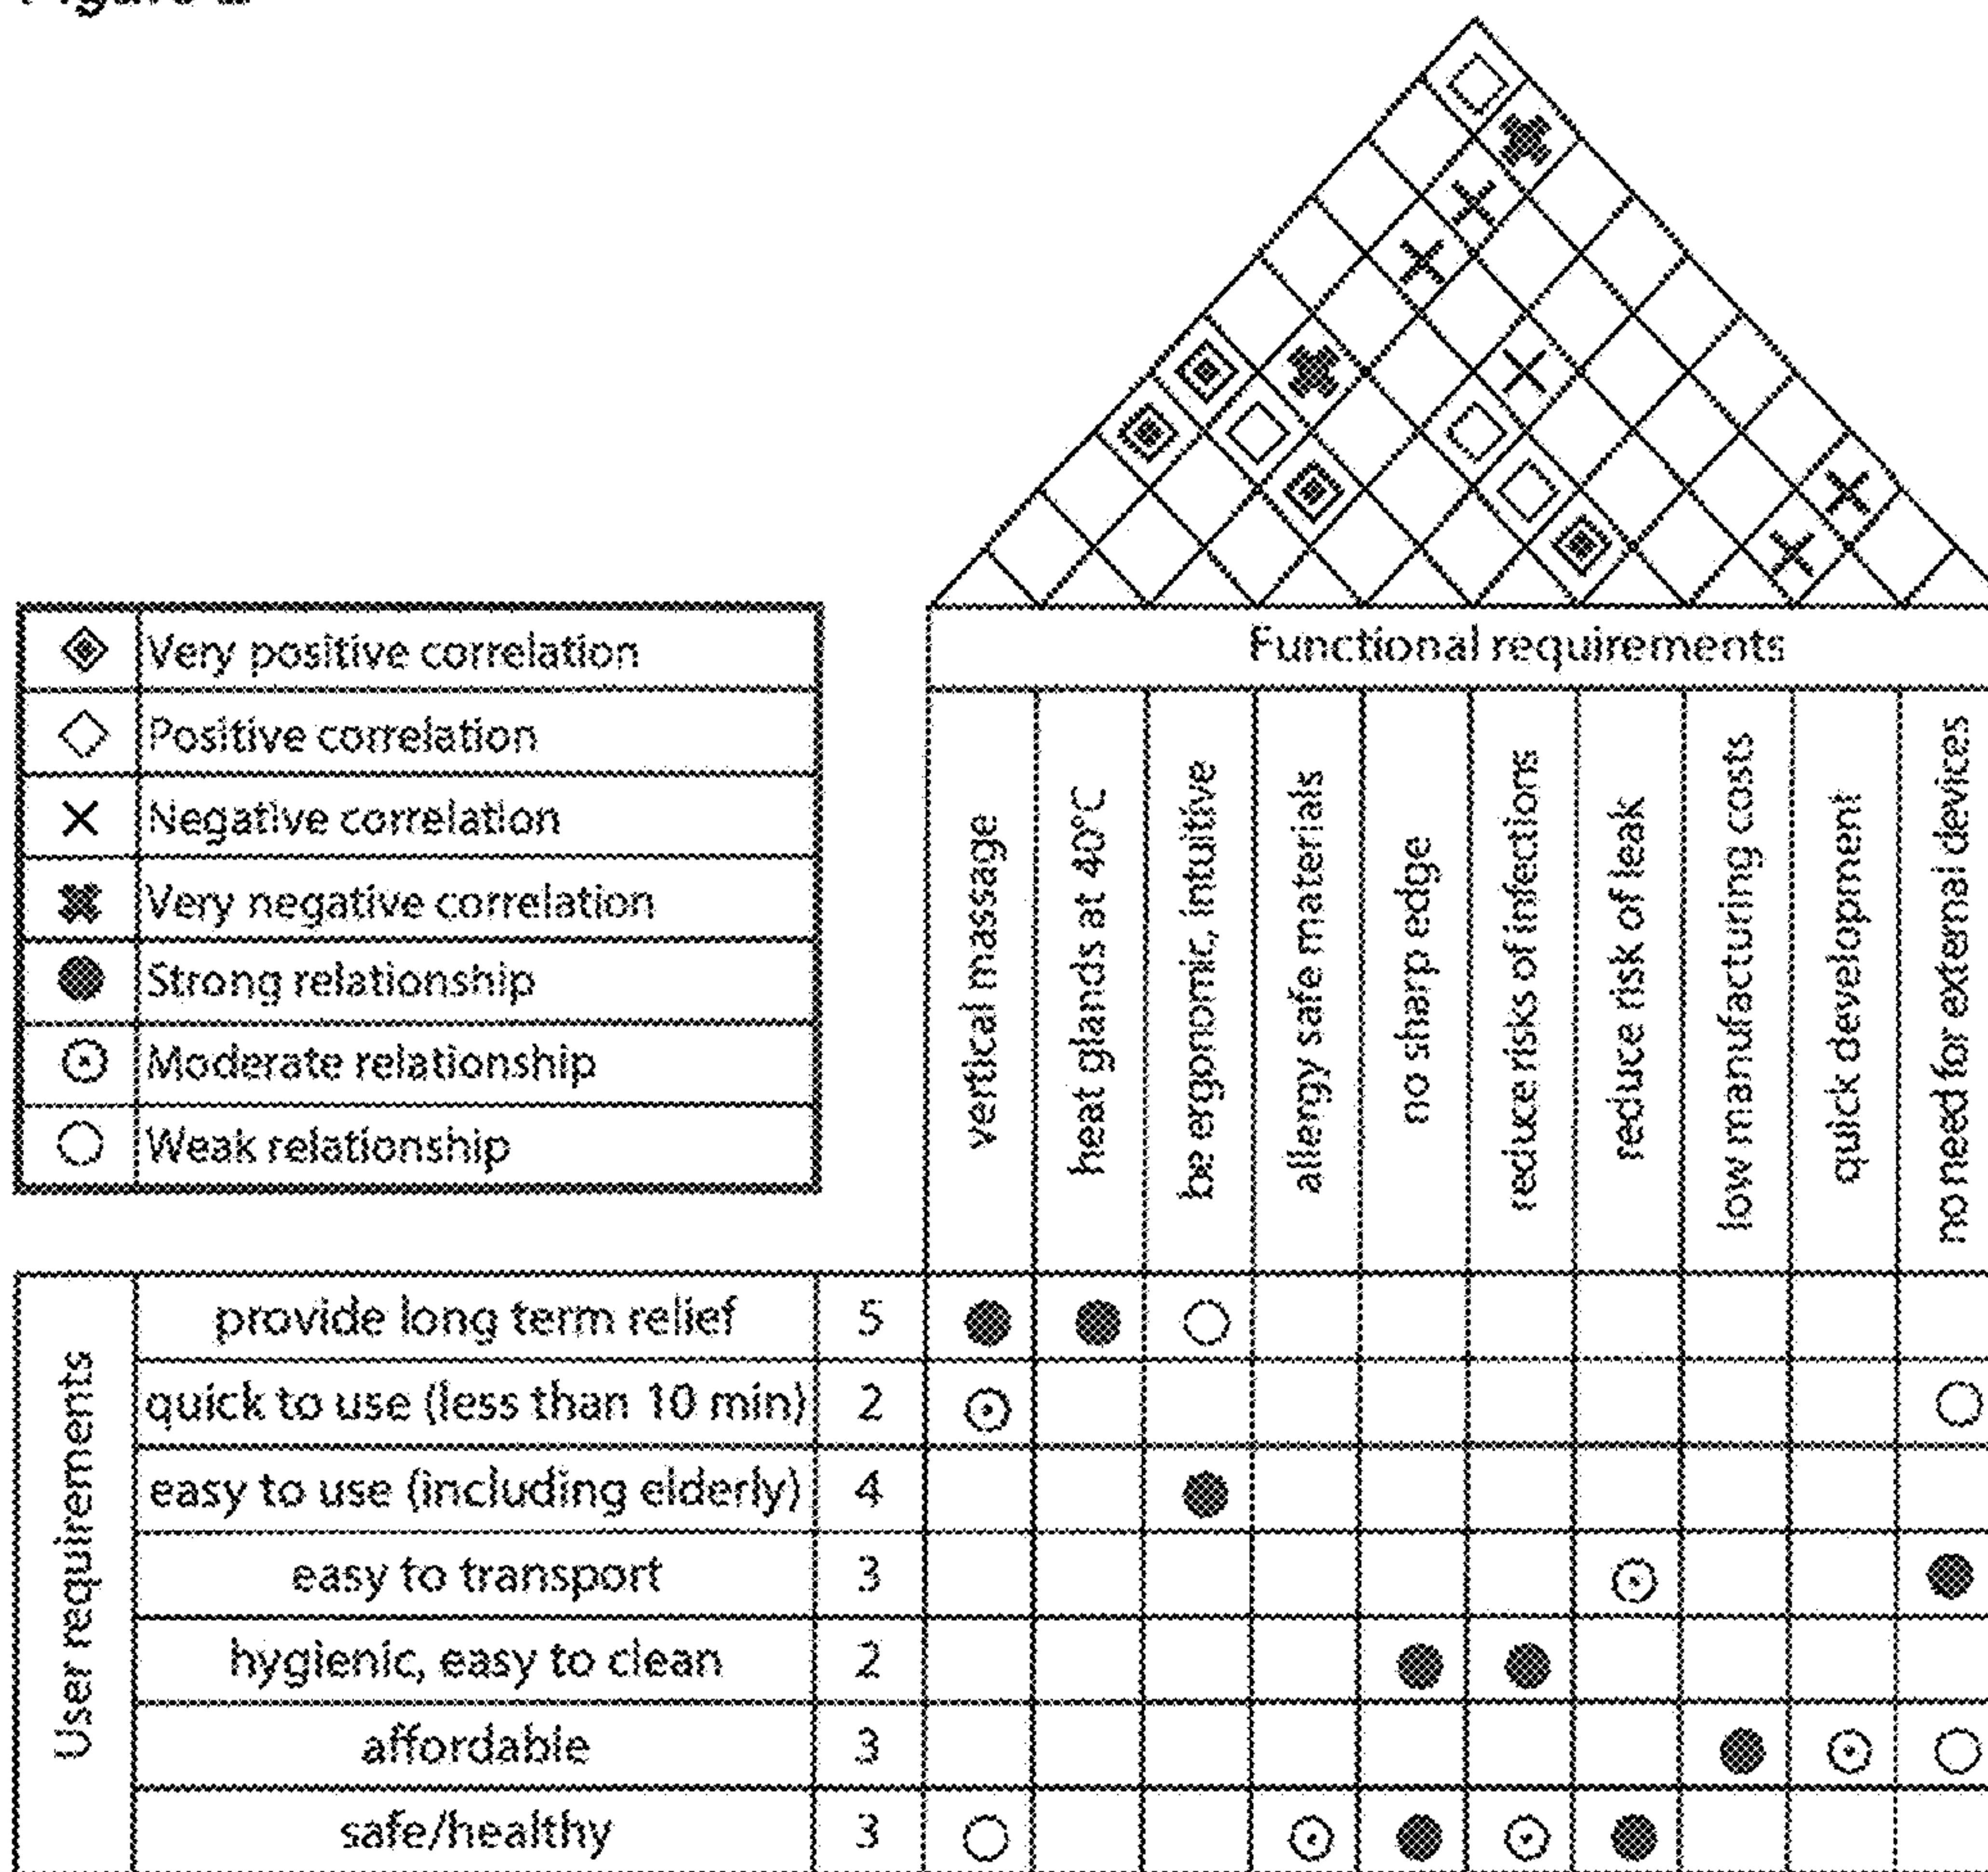 Functional requirements
Very positive correlation
Positive correlation
Negative correlation
Very negative correlation
Strong relationship
Moderate relationship
Weak relationship
vertical massage
heat glands at 40°C
be ergonomic, intuitive
allergy safe materials
no sharp edge
reduce risks of infections
reduce risk of leak
low manufacturing costs
quick development
no need for external devices
User requirements
provide long term relief 5
quick to use (less than 10 min) 2
easy to use (including elderly) 4
easy to transport 3
hygienic, easy to clean 2
affordable 3
safe/healthy 3